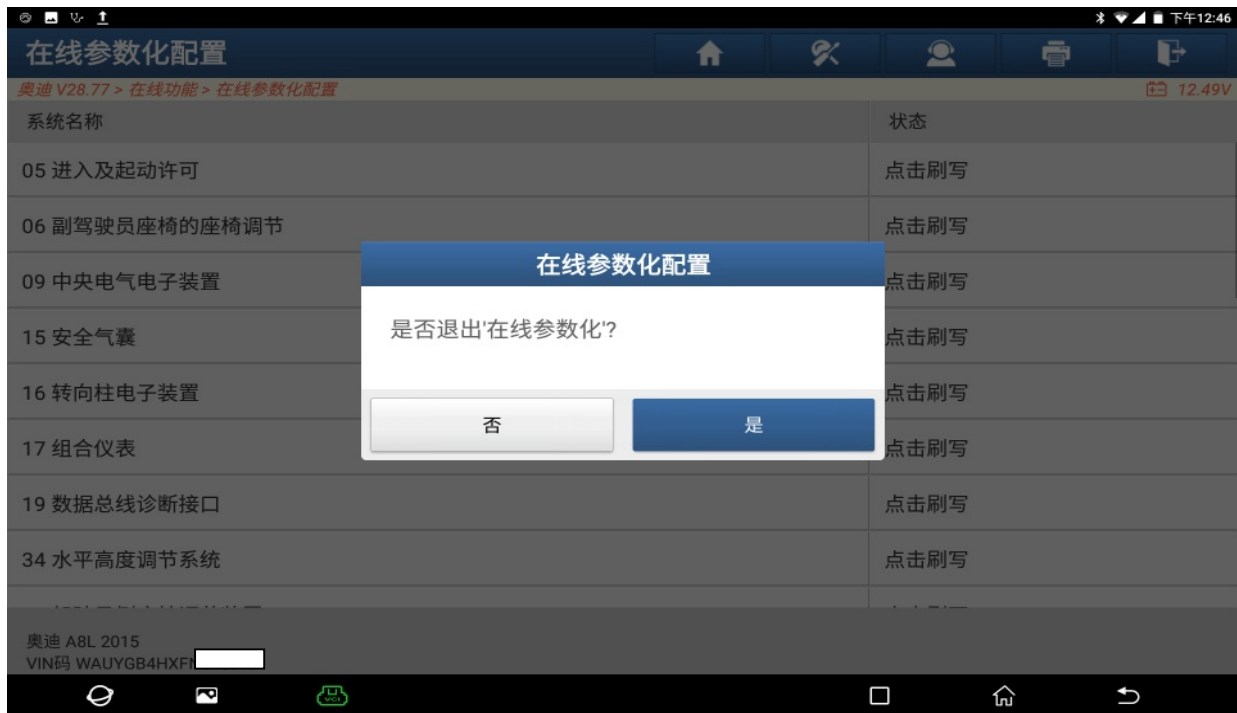 下午12:46
在线参数化配置
奥迪 V28.77 > 在线功能 > 在线参数化配置
12.49V
系统名称 状态
05 进入及起动许可 点击刷写
06 副驾驶员座椅的座椅调节 点击刷写
09 中央电气电子装置 点击刷写
15 安全气囊 点击刷写
16 转向柱电子装置 点击刷写
17 组合仪表 点击刷写
19 数据总线诊断接口 点击刷写
34 水平高度调节系统 点击刷写
在线参数化配置
是否退出'在线参数化'?
否 是
奥迪 A8L 2015
VIN码 WAUYGB4HXF
VCI